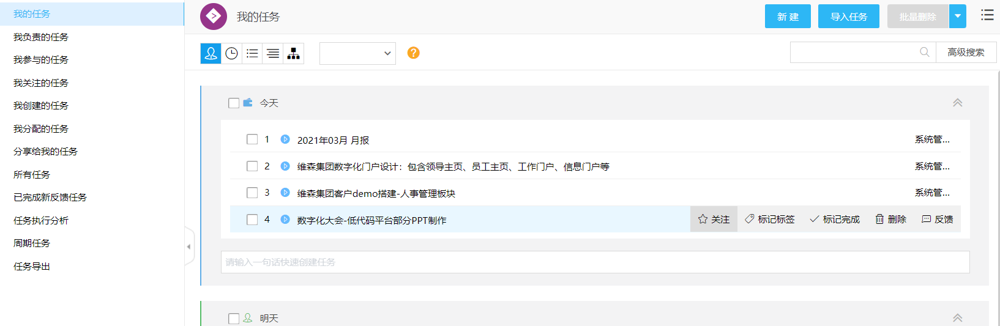 我的任务
我负责的任务
我参与的任务
我关注的任务
我创建的任务
我分配的任务
分享给我的任务
所有任务
已完成新反馈任务
任务执行分析
周期任务
任务导出
我的任务
新 建
导入任务
批量删除
?
高级搜索
今天
1 2021年03月 月报 系统管...
2 维森集团数字化门户设计：包含领导主页、员工主页、工作门户、信息门户等 系统管...
3 维森集团客户demo搭建-人事管理板块 系统管...
4 数字化大会-低代码平台部分PPT制作 关注 标记标签 标记完成 删除 反馈
请输入一句话快速创建任务
明天